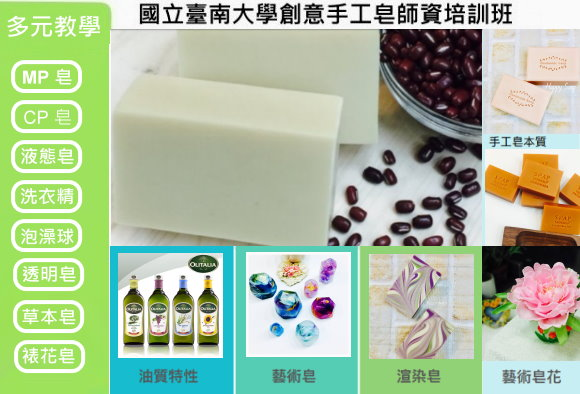 國立臺南大學創意手工皂師資培訓班
多元教學
MP 皂
CP 皂
液態皂
洗衣精
泡澡球
透明皂
草本皂
裱花皂
手工皂本質
SOAP
OLITALIA
油質特性
藝術皂
渲染皂
藝術皂花